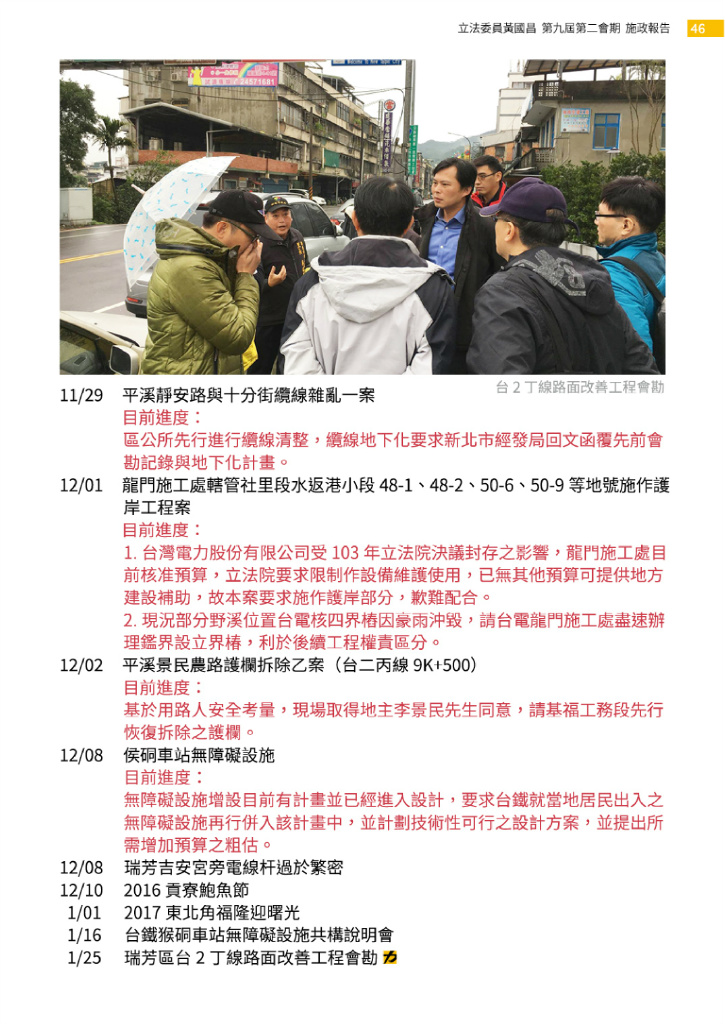 立法委員黃國昌 第九屆第二會期 施政報告 46
台 2 丁線路面改善工程會勘
11/29 平溪靜安路與十分街纜線雜亂一案
目前進度：
區公所先行進行纜線清整，纜線地下化要求新北市經發局回文函覆先前會
勘記錄與地下化計畫。
12/01 龍門施工處轄管社里段水返港小段 48-1、48-2、50-6、50-9 等地號施作護
岸工程案
目前進度：
1. 台灣電力股份有限公司受 103 年立法院決議封存之影響，龍門施工處目
前核准預算，立法院要求限制作設備維護使用，已無其他預算可提供地方
建設補助，故本案要求施作護岸部分，歉難配合。
2. 現況部分野溪位置台電核四界樁因豪雨沖毀，請台電龍門施工處盡速辦
理鑑界設立界樁，利於後續工程權責區分。
12/02 平溪景民農路護欄拆除乙案（台二丙線 9K+500）
目前進度：
基於用路人安全考量，現場取得地主李景民先生同意，請基福工務段先行
恢復拆除之護欄。
12/08 侯硐車站無障礙設施
目前進度：
無障礙設施增設目前有計畫並已經進入設計，要求台鐵就當地居民出入之
無障礙設施再行併入該計畫中，並計劃技術性可行之設計方案，並提出所
需增加預算之粗估。
12/08 瑞芳吉安宮旁電線杆過於繁密
12/10 2016 貢寮鮑魚節
1/01 2017 東北角福隆迎曙光
1/16 台鐵猴硐車站無障礙設施共構說明會
1/25 瑞芳區台 2 丁線路面改善工程會勘